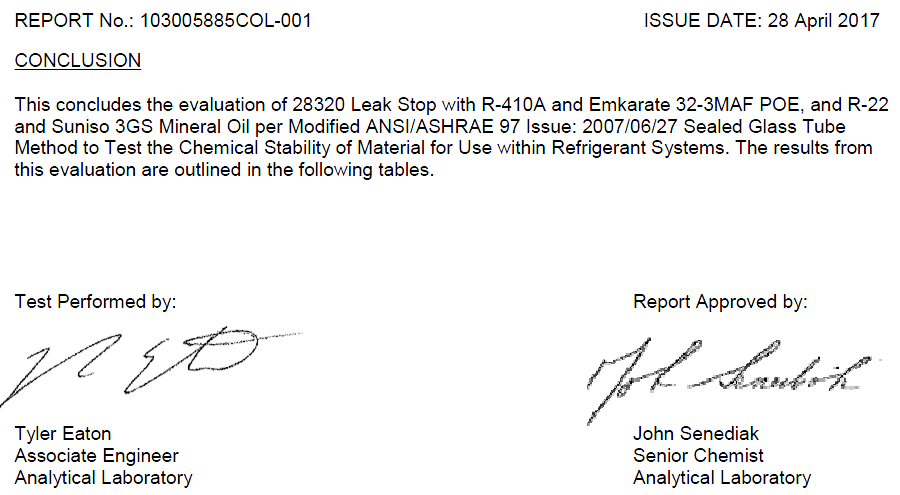 REPORT No.: 103005885COL-001 ISSUE DATE: 28 April 2017
CONCLUSION
This concludes the evaluation of 28320 Leak Stop with R-410A and Emkarate 32-3MAF POE, and R-22
and Suniso 3GS Mineral Oil per Modified ANSI/ASHRAE 97 Issue: 2007/06/27 Sealed Glass Tube
Method to Test the Chemical Stability of Material for Use within Refrigerant Systems. The results from
this evaluation are outlined in the following tables.
Test Performed by: Report Approved by:
Tyler Eaton John Senediak
Associate Engineer Senior Chemist
Analytical Laboratory Analytical Laboratory